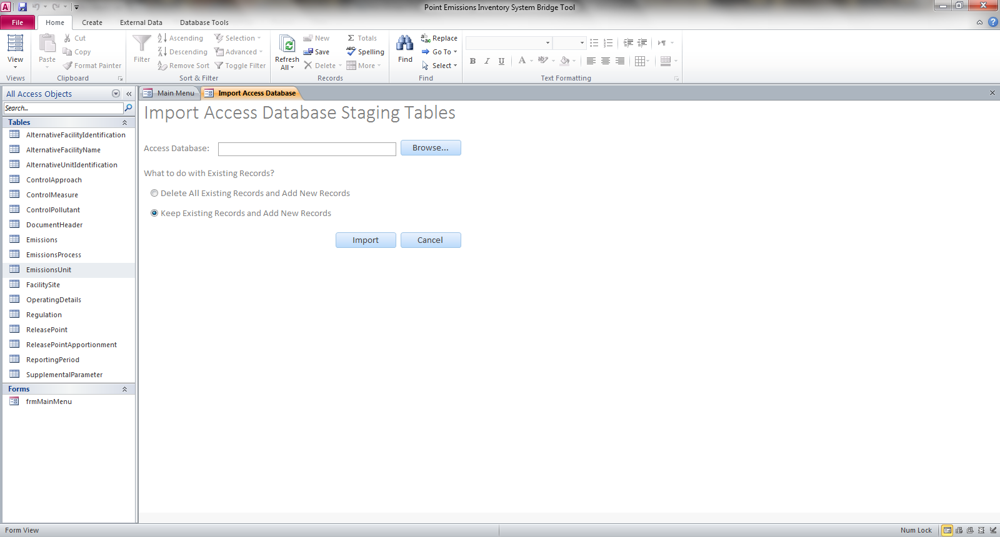 Point Emissions Inventory System Bridge Tool
File Home Create External Data Database Tools
View
Views
Paste
Cut
Copy
Format Painter
Clipboard
Filter
Ascending
Descending
Remove Sort
Selection
Advanced
Toggle Filter
Sort & Filter
Refresh All
New
Save
Delete
Totals
Spelling
More
Records
Find
Replace
Go To
Select
Find
B I U A
Text Formatting
All Access Objects
Search...
Tables
AlternativeFacilityIdentification
AlternativeFacilityName
AlternativeUnitIdentification
ControlApproach
ControlMeasure
ControlPollutant
DocumentHeader
Emissions
EmissionsProcess
EmissionsUnit
FacilitySite
OperatingDetails
Regulation
ReleasePoint
ReleasePointApportionment
ReportingPeriod
SupplementalParameter
Forms
frmMainMenu
Main Menu Import Access Database
Import Access Database Staging Tables
Access Database: Browse...
What to do with Existing Records?
Delete All Existing Records and Add New Records
Keep Existing Records and Add New Records
Import Cancel
Form View Num Lock